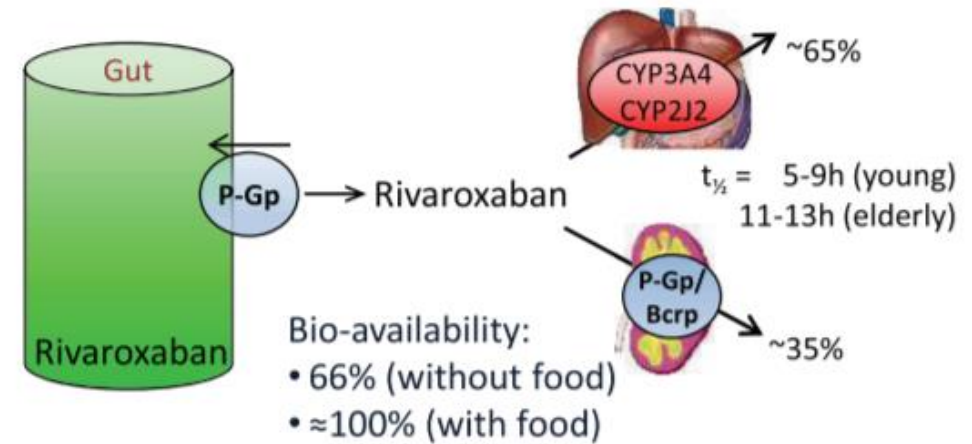 Gut
P-Gp
Rivaroxaban
Rivaroxaban
CYP3A4
CYP2J2
~65%
t½ = 5-9h (young)
11-13h (elderly)
P-Gp/
Bcrp
~35%
Bio-availability:
• 66% (without food)
• ≈100% (with food)